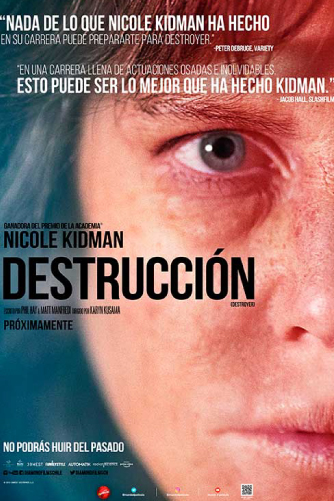 "NADA DE LO QUE NICOLE KIDMAN HA HECHO
EN SU CARRERA PUEDE PREPARARTE PARA DESTROYER."
-PETER DEBRUGE, VARIETY
"EN UNA CARRERA LLENA DE ACTUACIONES OSADAS E INOLVIDABLES,
ESTO PUEDE SER LO MEJOR QUE HA HECHO KIDMAN."
-JACOB HALL, SLASHFILM
GANADORA DEL PREMIO DE LA ACADEMIA®
NICOLE KIDMAN
DESTRUCCIÓN
(DESTROYER)
ESCRITA POR PHIL HAY & MATT MANFREDI DIRIGIDO POR KARYN KUSAMA
PRÓXIMAMENTE
NO PODRÁS HUIR DEL PASADO